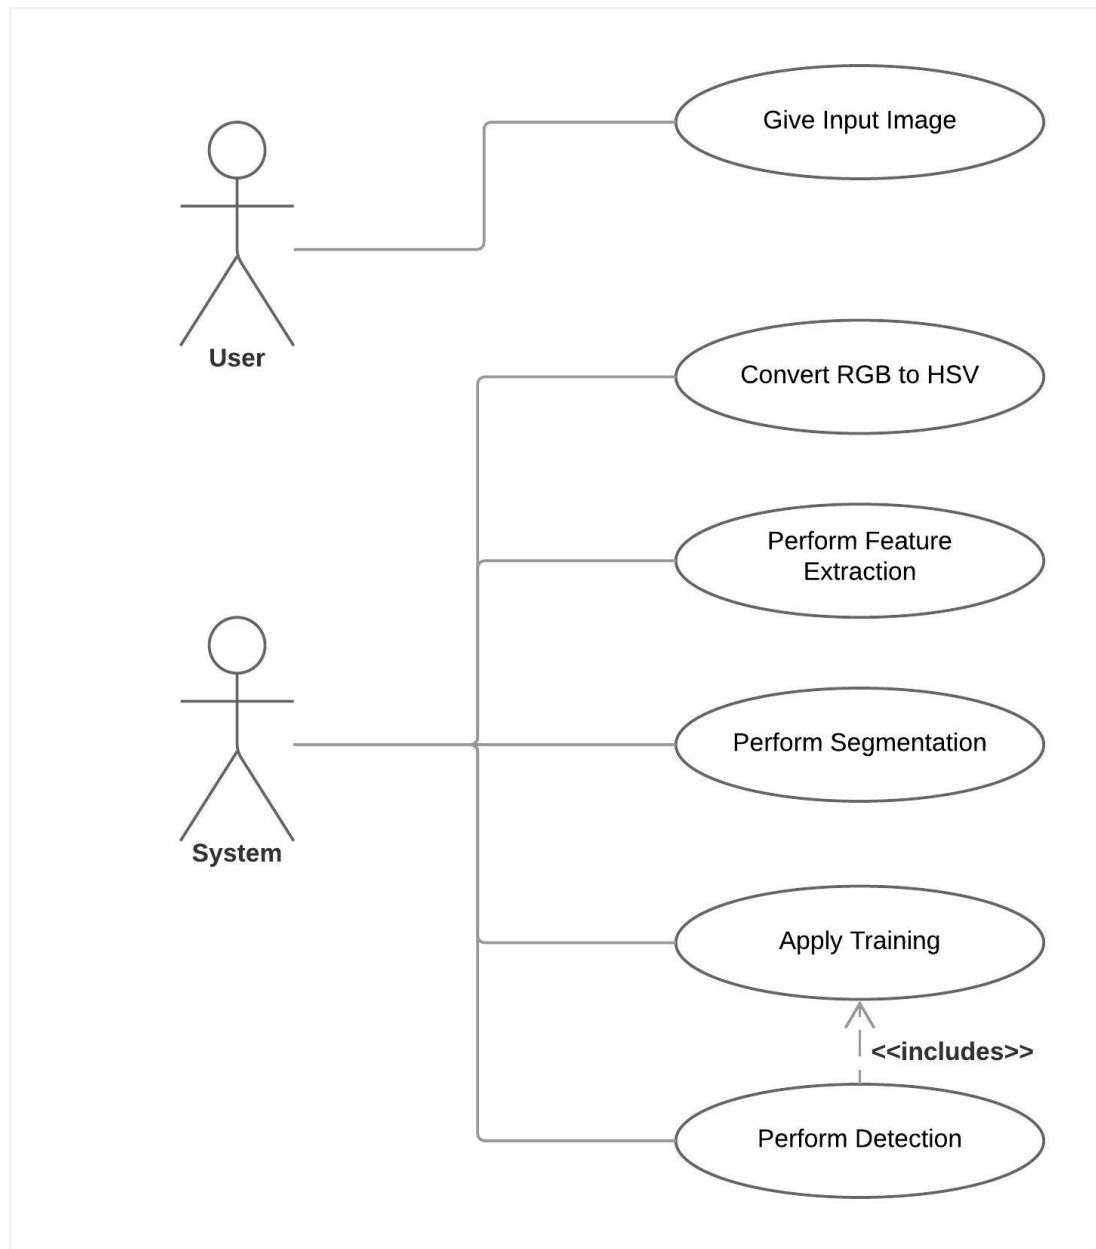 Give Input Image
User
Convert RGB to HSV
Perform Feature
Extraction
Perform Segmentation
System
Apply Training
<<includes>>
Perform Detection